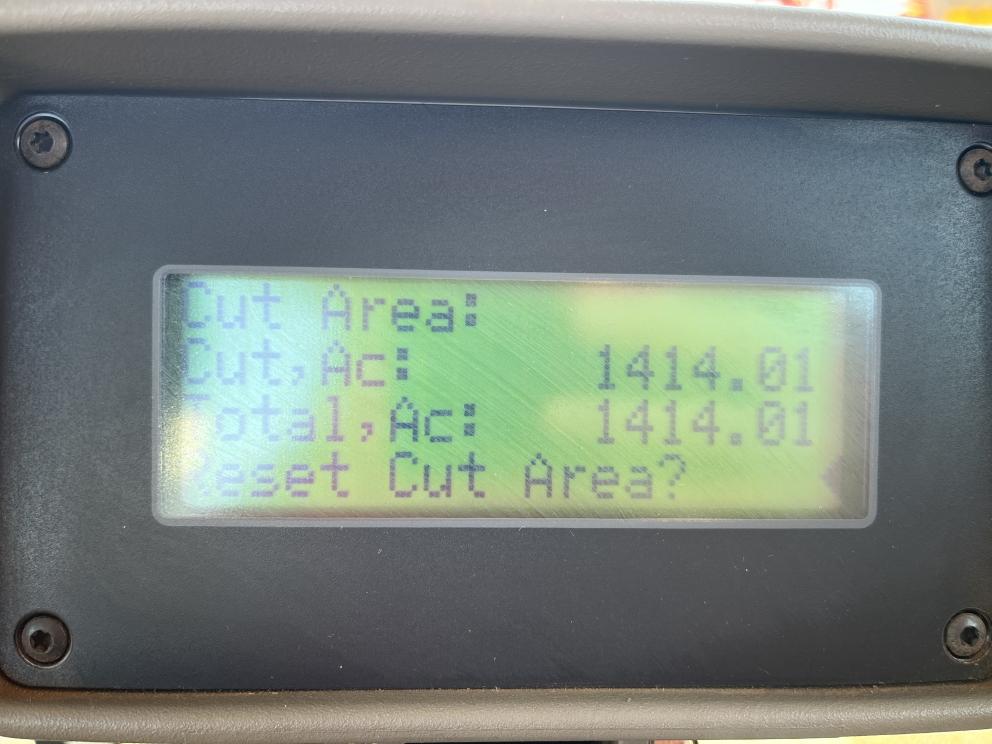 Cut Area:
Cut,Ac: 1414.01
Total,Ac: 1414.01
Reset Cut Area?